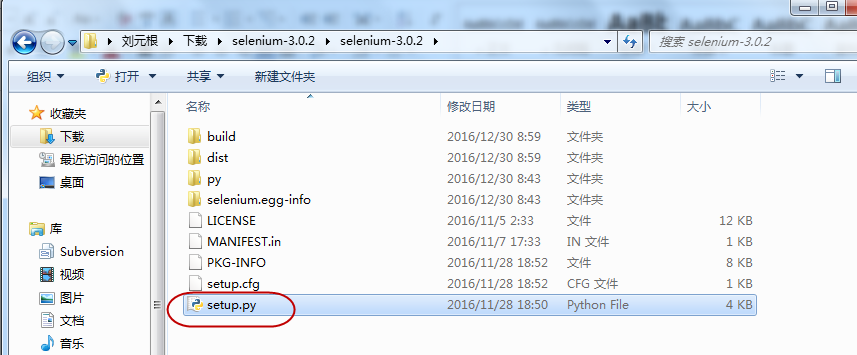 刘元根 下载 selenium-3.0.2 selenium-3.0.2 搜索 selenium-3.0.2
组织 打开 共享 新建文件夹
名称 修改日期 类型 大小
收藏夹
下载
最近访问的位置
桌面
库
Subversion
视频
图片
文档
音乐
build 2016/12/30 8:59 文件夹
dist 2016/12/30 8:59 文件夹
py 2016/12/30 8:43 文件夹
selenium.egg-info 2016/12/30 8:43 文件夹
LICENSE 2016/11/5 2:33 文件 12 KB
MANIFEST.in 2016/11/7 17:33 IN 文件 1 KB
PKG-INFO 2016/11/28 18:52 文件 8 KB
setup.cfg 2016/11/28 18:52 CFG 文件 1 KB
setup.py 2016/11/28 18:50 Python File 4 KB